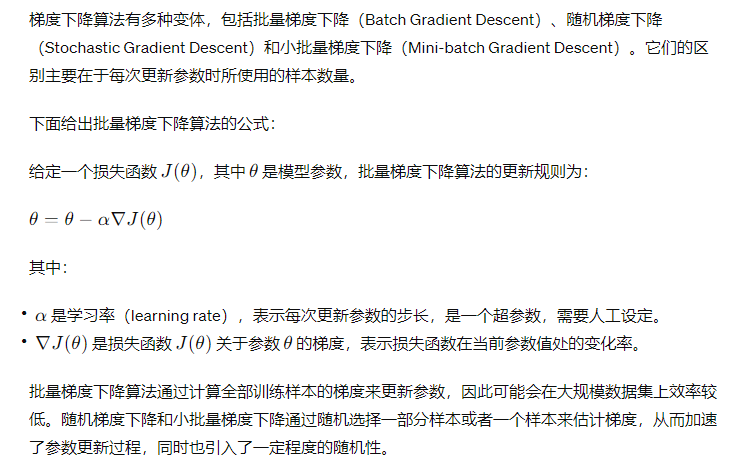 梯度下降算法有多种变体，包括批量梯度下降（Batch Gradient Descent）、随机梯度下降
（Stochastic Gradient Descent）和小批量梯度下降（Mini-batch Gradient Descent）。它们的区
别主要在于每次更新参数时所使用的样本数量。
下面给出批量梯度下降算法的公式：
给定一个损失函数 J(θ)，其中 θ 是模型参数，批量梯度下降算法的更新规则为：
θ = θ − α∇J(θ)
其中：
• α 是学习率（learning rate），表示每次更新参数的步长，是一个超参数，需要人工设定。
• ∇J(θ) 是损失函数 J(θ) 关于参数 θ 的梯度，表示损失函数在当前参数值处的变化率。
批量梯度下降算法通过计算全部训练样本的梯度来更新参数，因此可能会在大规模数据集上效率较
低。随机梯度下降和小批量梯度下降通过随机选择一部分样本或者一个样本来估计梯度，从而加速
了参数更新过程，同时也引入了一定程度的随机性。